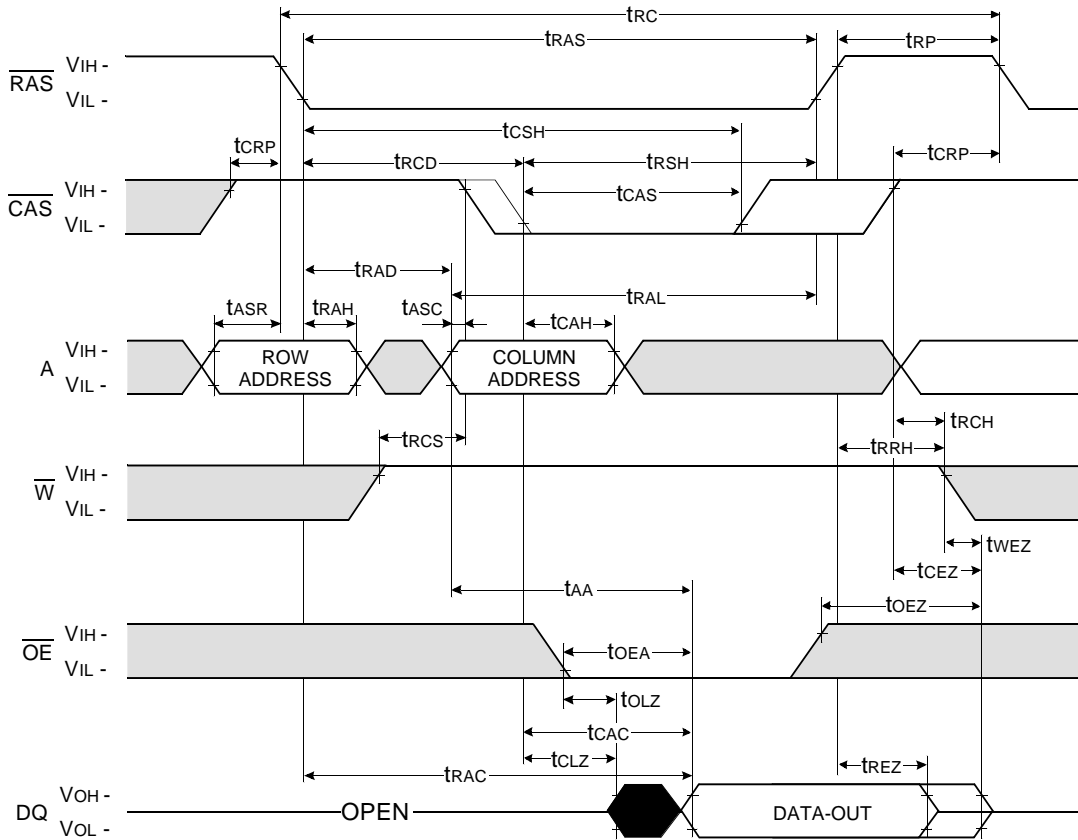 tRC
tRAS
tRP
RAS
VIH -
VIL -
tCSH
tCRP
tRCD
tRSH
tCRP
CAS
VIH -
VIL -
tCAS
tRAD
tRAL
tASR
tRAH
tASC
tCAH
A
VIH -
VIL -
ROW
ADDRESS
COLUMN
ADDRESS
tRCS
tRCH
tRRH
W
VIH -
VIL -
tWEZ
tCEZ
tAA
tOEZ
OE
VIH -
VIL -
tOEA
tOLZ
tCAC
tCLZ
tREZ
tRAC
DQ
VOH -
VOL -
OPEN
DATA-OUT